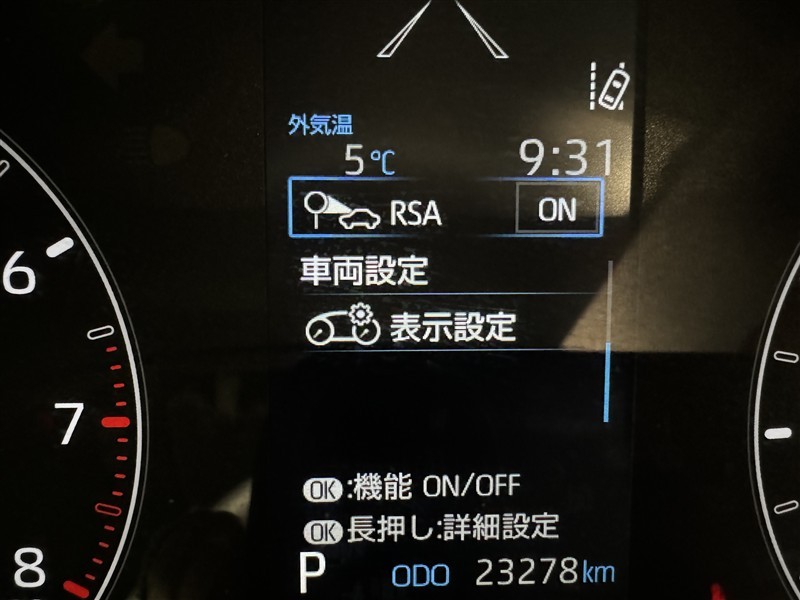 外気温
5℃ 9:31
RSA ON
車両設定
表示設定
OK:機能 ON/OFF
OK長押し:詳細設定
P ODO 23278km
6
7
8